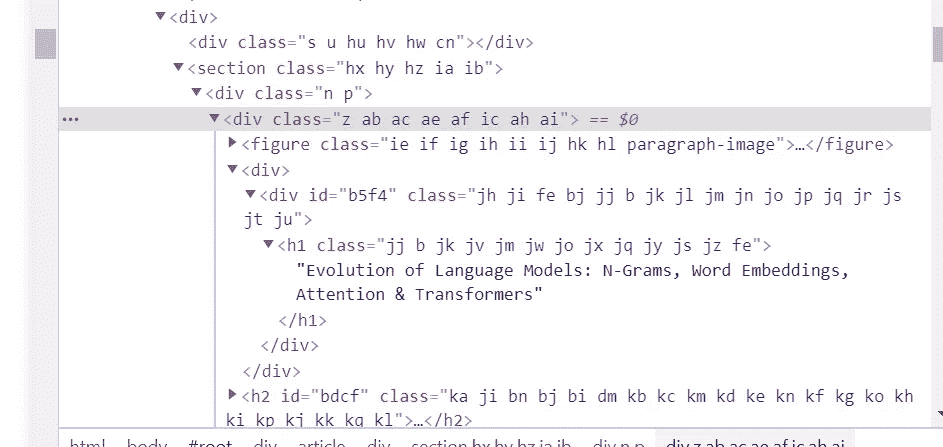 ▼<div>
<div class="s u hu hv hw cn"></div>
▼<section class="hx hy hz ia ib">
▼<div class="n p">
… ▼<div class="z ab ac ae af ic ah ai"> == $0
▶<figure class="ie if ig ih ii ij hk hl paragraph-image">…</figure>
▼<div>
▼<div id="b5f4" class="jh ji fe bj jj b jk jl jm jn jo jp jq jr js
jt ju">
▼<h1 class="jj b jk jv jm jw jo jx jq jy js jz fe">
"Evolution of Language Models: N-Grams, Word Embeddings,
Attention & Transformers"
</h1>
</div>
</div>
▶<h2 id="bdcf" class="ka ji bn bj bi dm kb kc km kd ke kn kf kg ko kh
ki kp kj kk kq kl">…</h2>
html body #root div article div section.hx.hy.hz.ia.ib div.n.p div.z.ab.ac.ae.af.ic.ah.ai